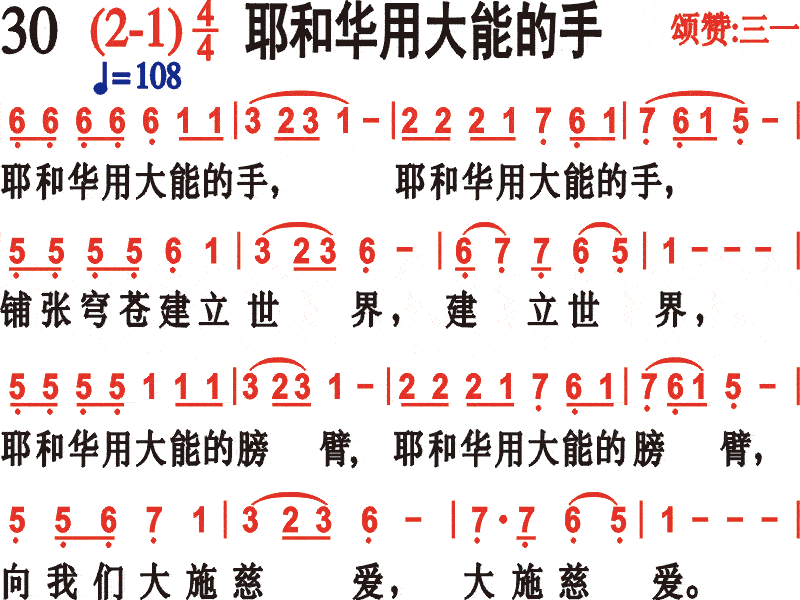 30 (2-1) 4/4 耶和华用大能的手 颂赞:三一
♩=108
6 6 6 6 6 1 1 | 3 2 3 1 - | 2 2 2 1 7 6 1 | 7 6 1 5 - |
耶和华用大能的手, 耶和华用大能的手,
5 5 5 5 6 1 | 3 2 3 6 - | 6 7 7 6 5 | 1 - - - |
铺张穹苍建立世 界, 建 立世 界,
5 5 5 5 1 1 1 | 3 2 3 1 - | 2 2 2 1 7 6 1 | 7 6 1 5 - |
耶和华用大能的膀 臂, 耶和华用大能的膀 臂,
5 5 6 7 1 | 3 2 3 6 - | 7 · 7 6 5 | 1 - - - |
向我们大施慈 爱, 大施慈 爱。